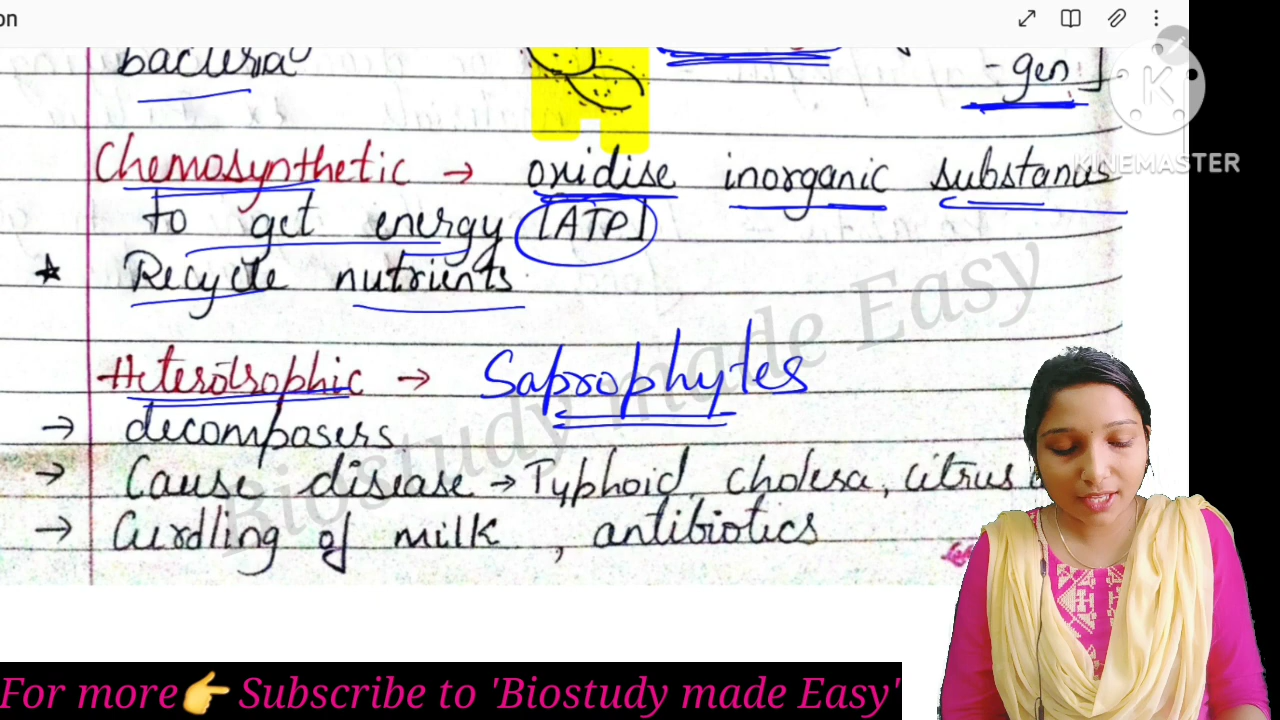 on
bacteria
-gen]
KINEMASTER
Chemosynthetic → oxidise inorganic substances
to get energy [ATP]
★ Recycle nutrients
Heterotrophic → Saprophytes
→ decomposers
→ Cause disease → Typhoid, cholera, citrus
→ Curdling of milk, antibiotics
Biostudy made Easy
For more👉 Subscribe to 'Biostudy made Easy'